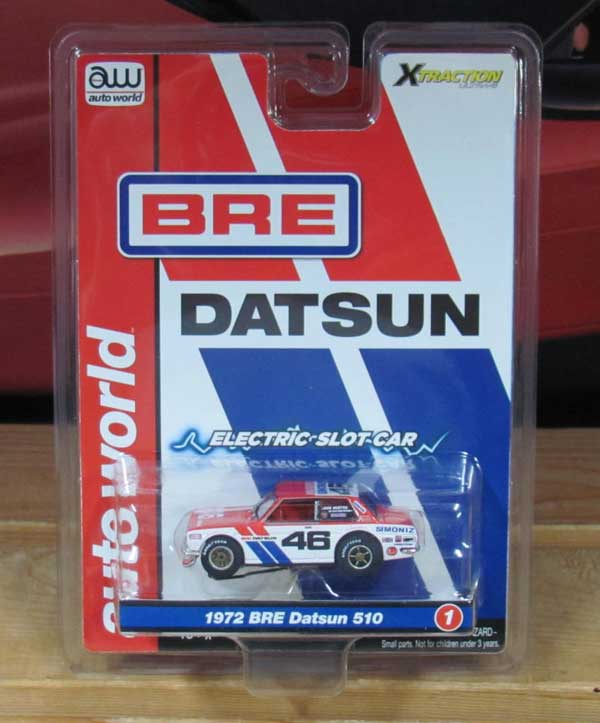 aw
auto world
XTRACTION
BRE
DATSUN
auto world
ELECTRIC SLOT CAR
46
SIMONIZ
1972 BRE Datsun 510
1
Small parts. Not for children under 3 years.